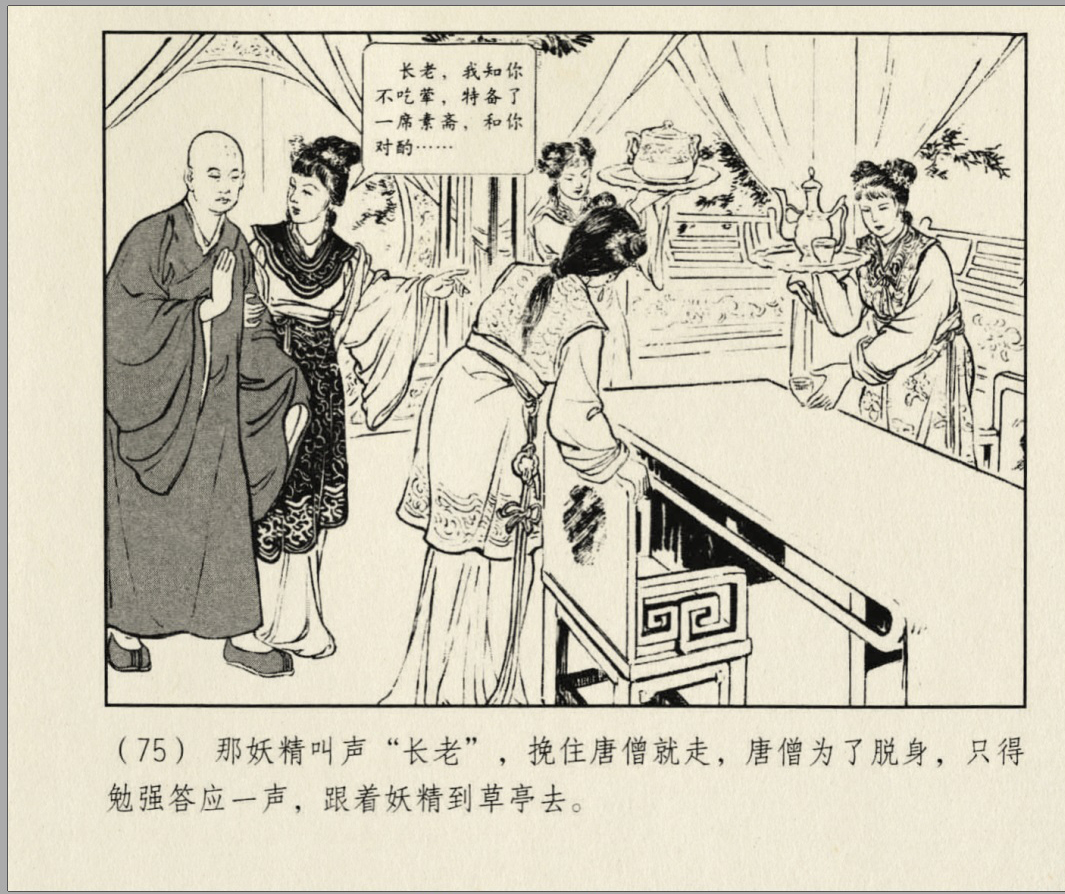 长老，我知你
不吃荤，特备了
一席素斋，和你
对酌……
（75） 那妖精叫声“长老”，挽住唐僧就走，唐僧为了脱身，只得
勉强答应一声，跟着妖精到草亭去。